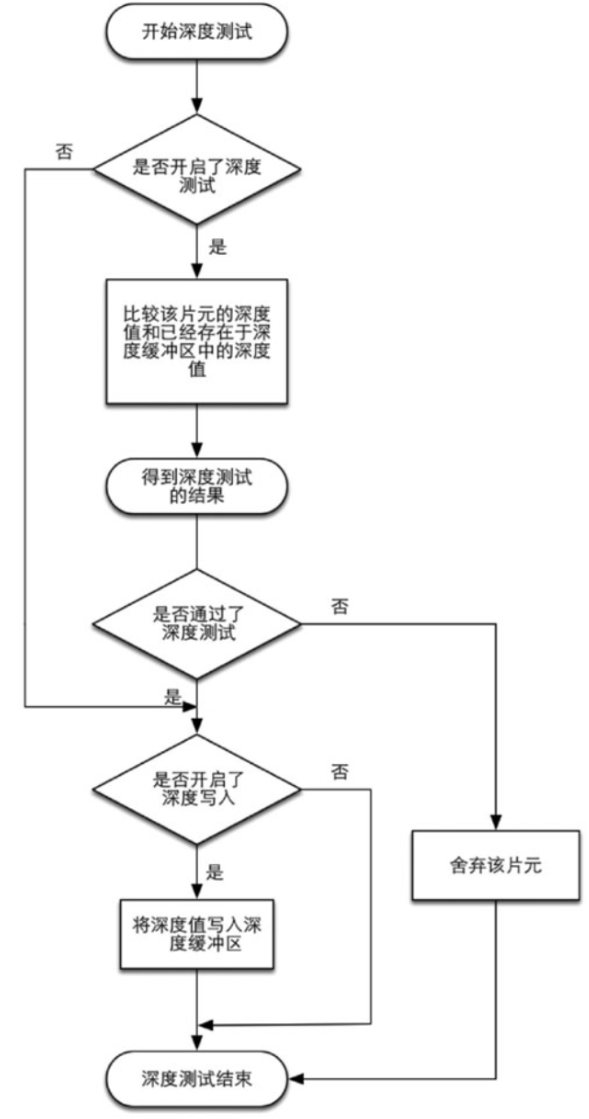 开始深度测试
否
是否开启了深度
测试
是
比较该片元的深度
值和已经存在于深
度缓冲区中的深度
值
得到深度测试
的结果
是否通过了
深度测试
否
是
是否开启了
深度写入
否
是
舍弃该片元
将深度值写入深
度缓冲区
深度测试结束